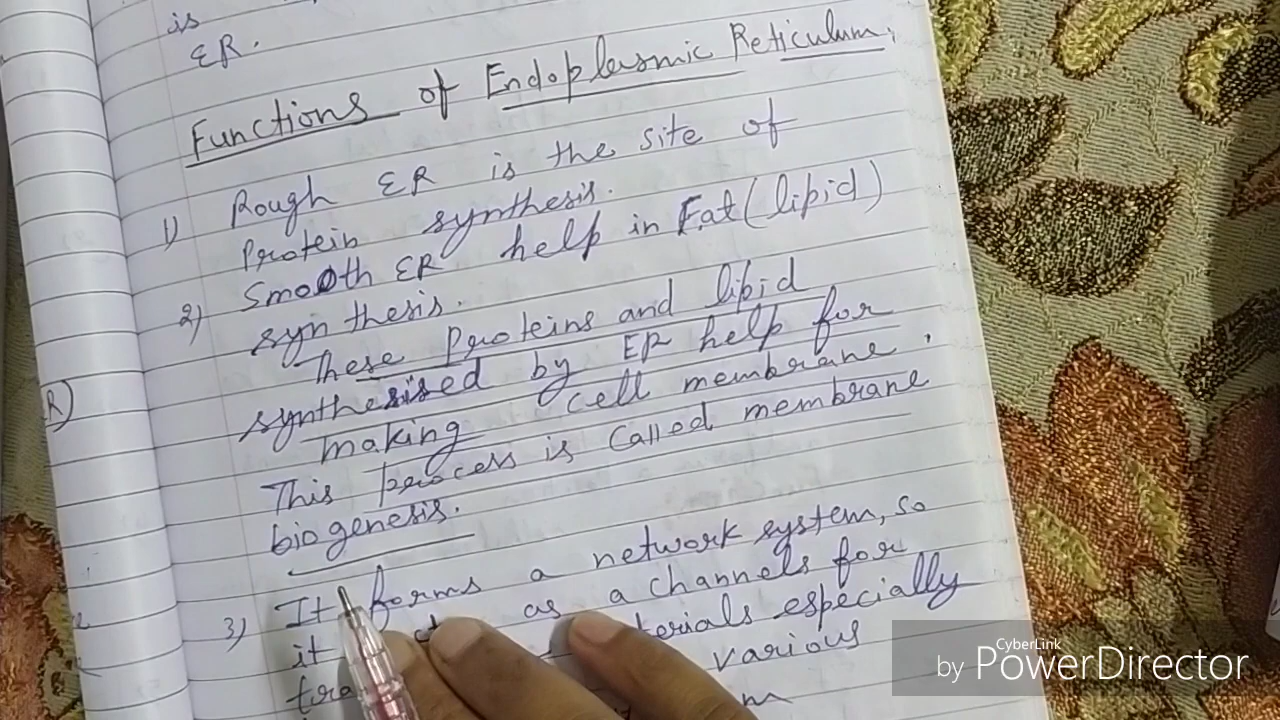 is
ER.
Functions of Endoplasmic Reticulum.
1) Rough ER is the site of
Protein synthesis.
2) Smooth ER help in Fat (lipid)
synthesis.
These Proteins and lipid
synthesised by ER help for
making cell membrane.
This process is called membrane
biogenesis.
3) It forms a network system, so
it as a channels for
especially
various
CyberLink
by PowerDirector